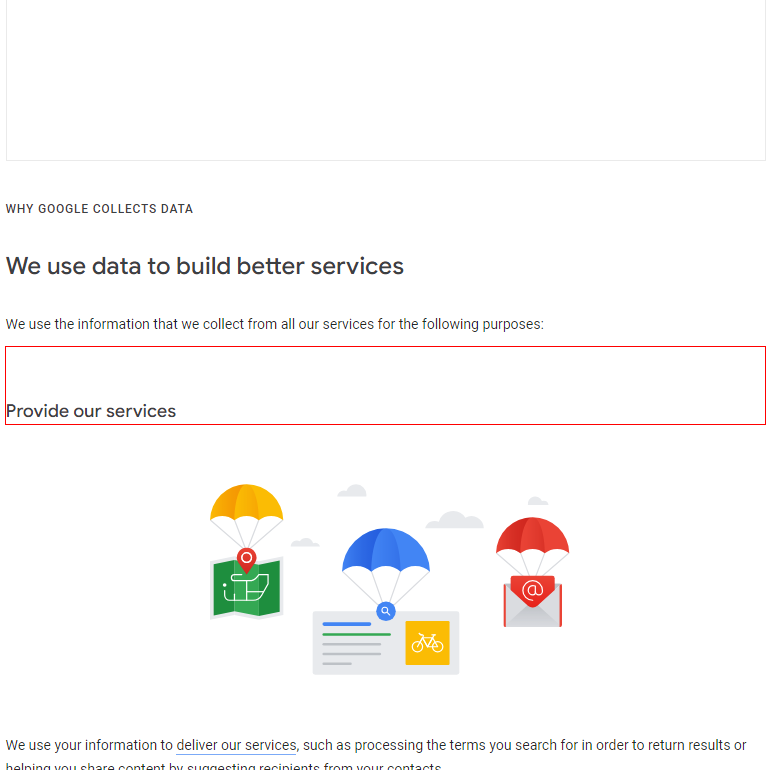 WHY GOOGLE COLLECTS DATA
We use data to build better services
We use the information that we collect from all our services for the following purposes:
Provide our services
@
We use your information to deliver our services, such as processing the terms you search for in order to return results or
helping you share content by suggesting recipients from your contacts.